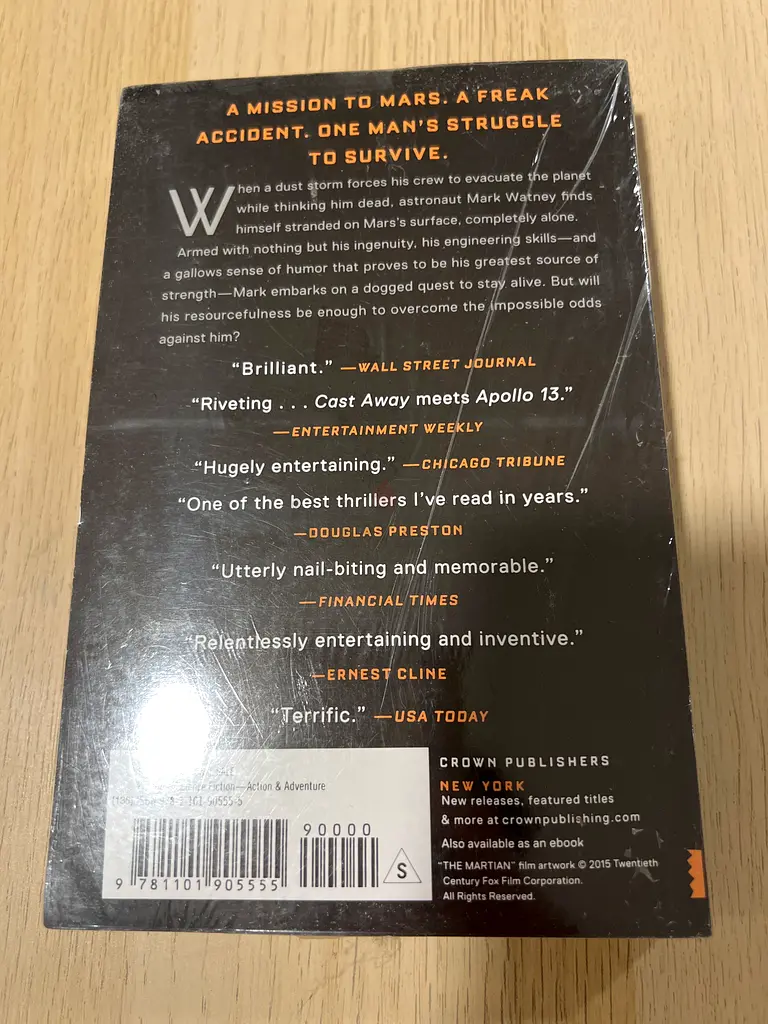 A MISSION TO MARS. A FREAK
ACCIDENT. ONE MAN'S STRUGGLE
TO SURVIVE.
When a dust storm forces his crew to evacuate the planet
while thinking him dead, astronaut Mark Watney finds
himself stranded on Mars's surface, completely alone.
Armed with nothing but his ingenuity, his engineering skills—and
a gallows sense of humor that proves to be his greatest source of
strength—Mark embarks on a dogged quest to stay alive. But will
his resourcefulness be enough to overcome the impossible odds
against him?
“Brilliant.” —WALL STREET JOURNAL
“Riveting . . . Cast Away meets Apollo 13.”
—ENTERTAINMENT WEEKLY
“Hugely entertaining.” —CHICAGO TRIBUNE
“One of the best thrillers I've read in years.”
—DOUGLAS PRESTON
“Utterly nail-biting and memorable.”
—FINANCIAL TIMES
“Relentlessly entertaining and inventive.”
—ERNEST CLINE
“Terrific.” —USA TODAY
Fiction—Action & Adventure
90000
9 781101 905555
S
CROWN PUBLISHERS
NEW YORK
New releases, featured titles
& more at crownpublishing.com
Also available as an ebook
“THE MARTIAN” film artwork © 2015 Twentieth
Century Fox Film Corporation.
All Rights Reserved.